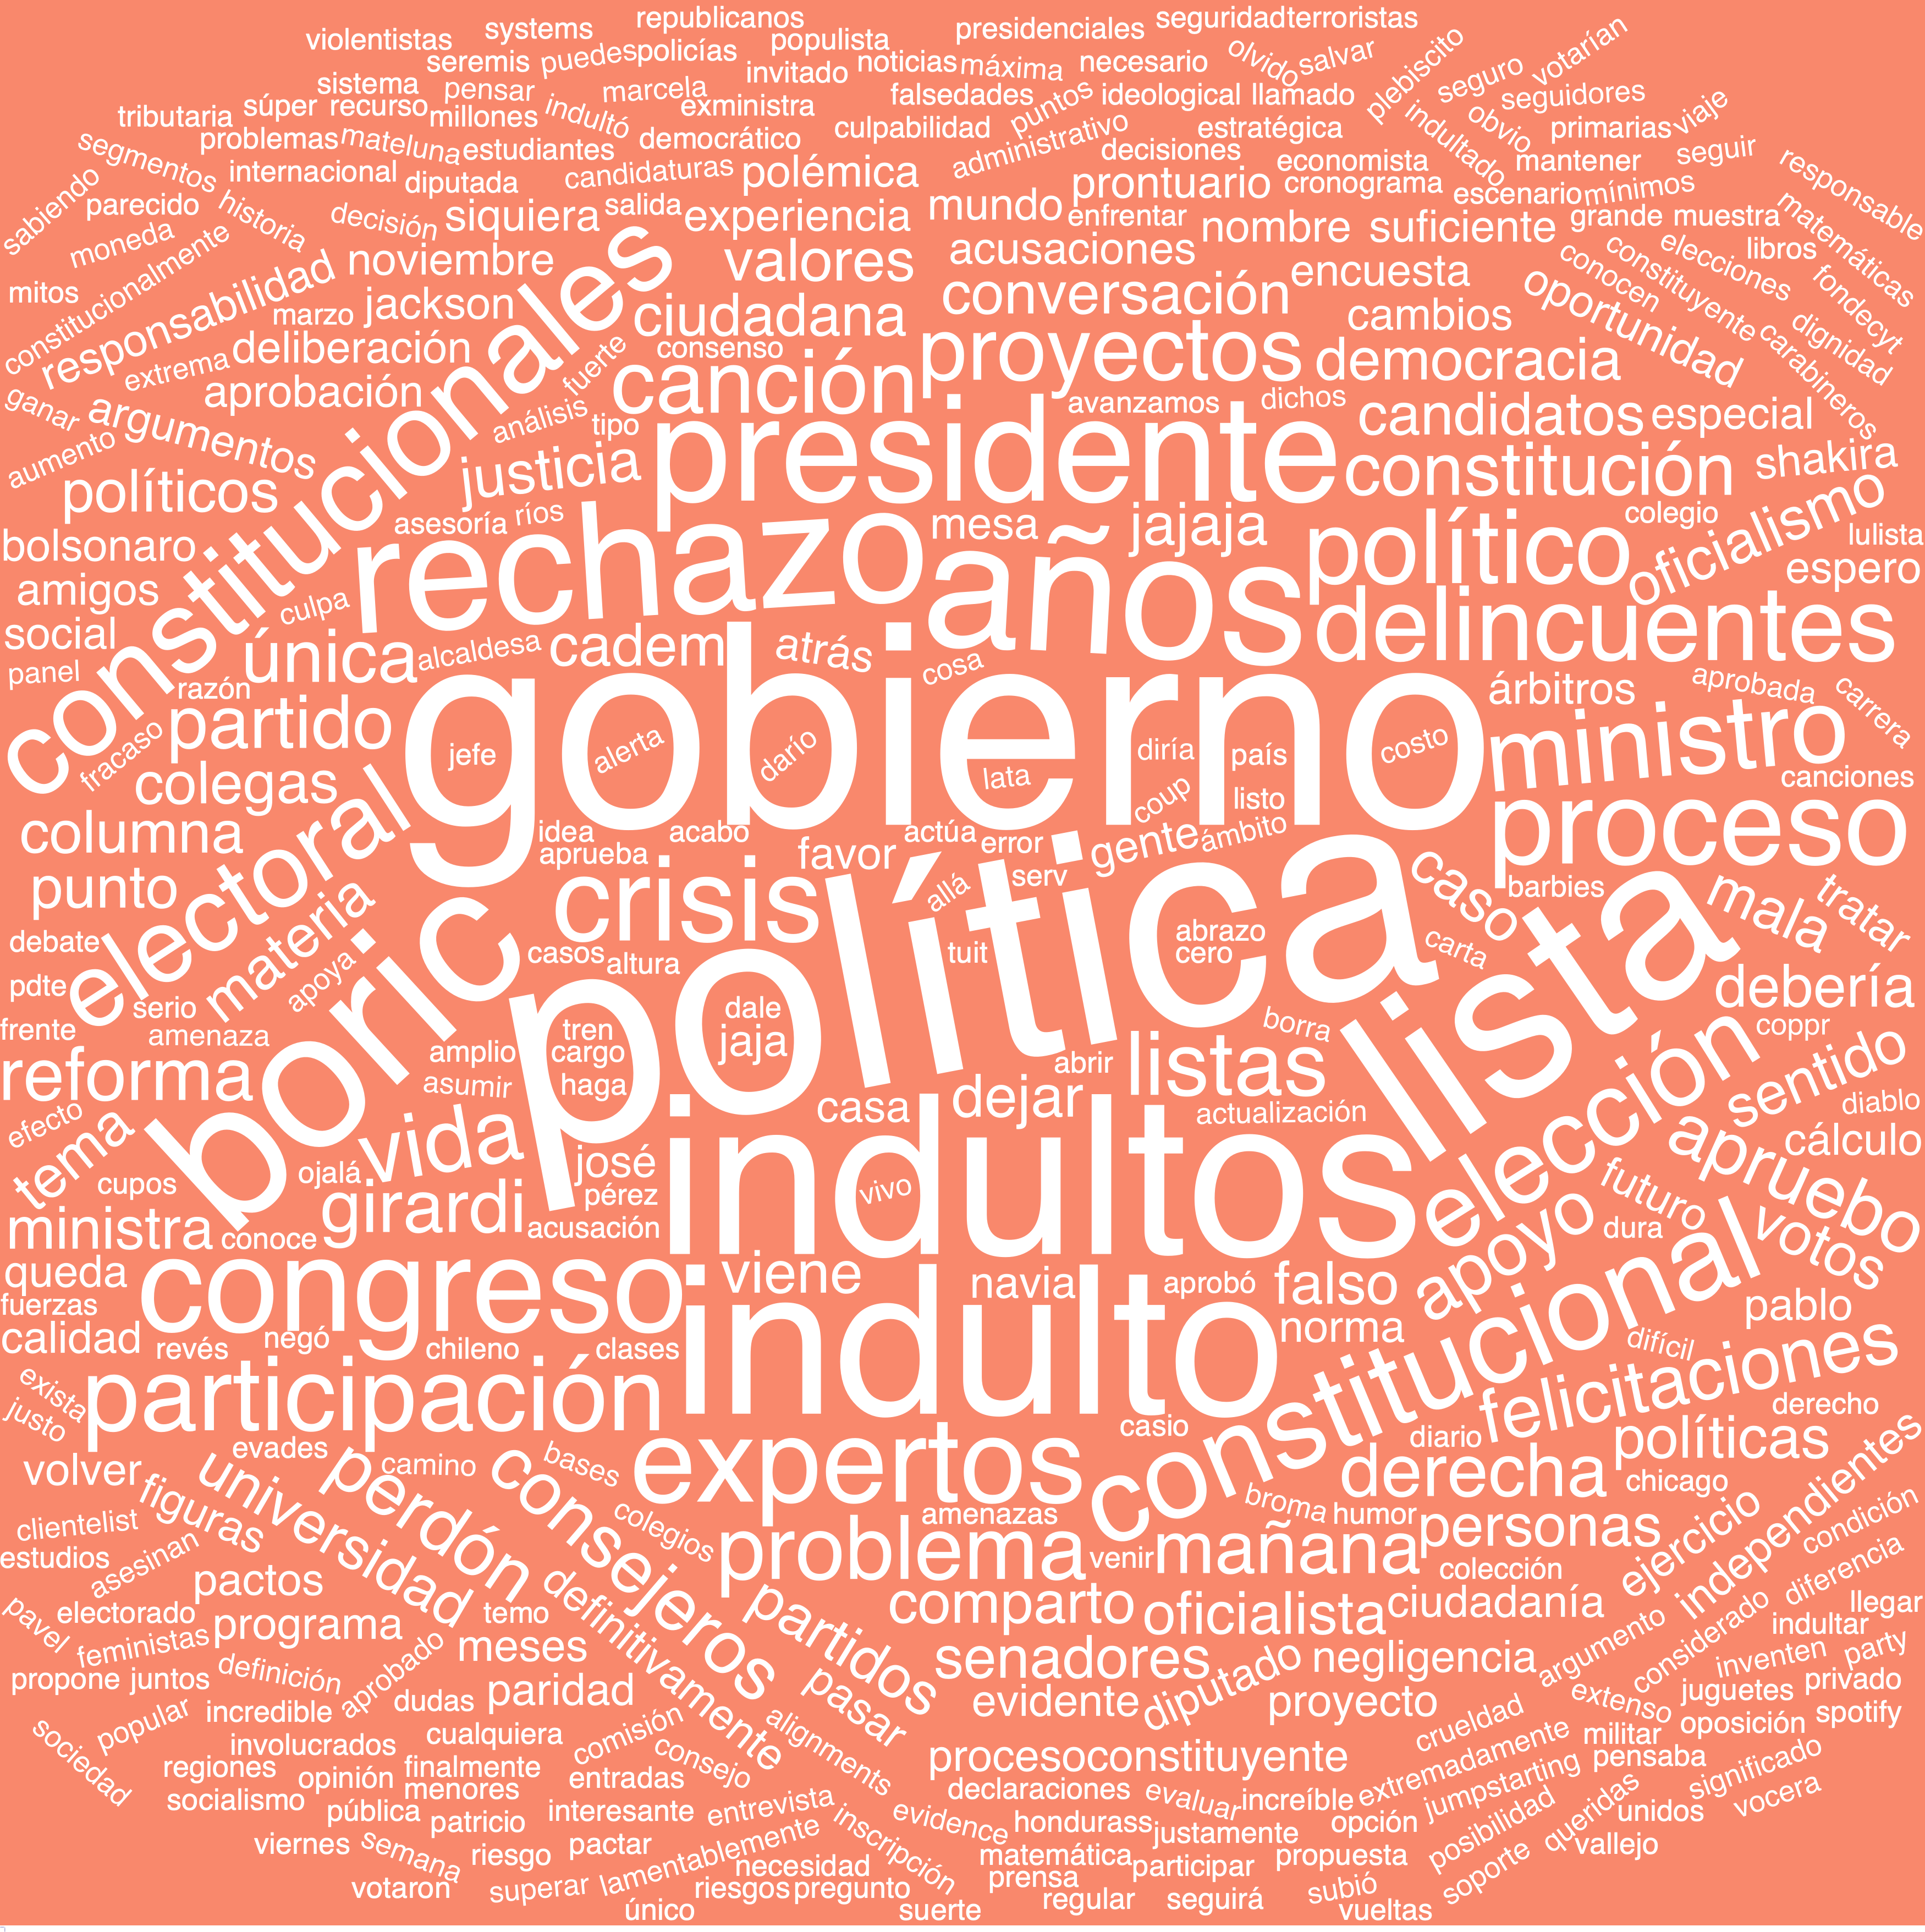 republicanos
seguridad
terroristas
systems
presidenciales
violentistas
populista
seremis
puedes
policías
olvido
salvar
plebiscito
votarían
noticias
máxima
necesario
invitado
sistema
pensar
marcela
seguro
falsedades
puntos
ideological
llamado
seguidores
súper
recurso
millones
indultó
exministra
obvio
viaje
tributaria
culpabilidad
administrativo
estratégica
indultado
primarias
problemas
mateluna
estudiantes
democrático
decisiones
segmentos
internacional
diputada
candidaturas
polémica
economista
mantener
seguir
responsable
sabiendo
parecido
historia
decisión
siquiera
salida
experiencia
mundo
enfrentar
prontuario
cronograma
escenario
mínimos
grande
muestra
matemáticas
moneda
constitucionalmente
noviembre
valores
acusaciones
nombre
suficiente
conocen
constituyente
elecciones
libros
fondecyt
mitos
responsabilidad
marzo
jackson
constitucionales
ciudadana
conversación
encuesta
cambios
oportunidad
carabineros
dignidad
extrema
deliberación
fuerte
consenso
proyectos
democracia
ganar
argumentos
aprobación
análisis
tipo
canción
avanzamos
dichos
candidatos
especial
aumento
políticos
justicia
presidente
constitución
shakira
asesoría
ríos
rechazo
mesa
jajaja
político
colegio
oficialismo
lulista
bolsonaro
amigos
culpa
años
delincuentes
espero
social
única
alcaldesa
cadem
atrás
cosa
panel
razón
árbitros
aprobada
carrera
partido
fracaso
gobierno
jefe
alerta
darío
lata
diría
país
costo
ministro
colegas
coup
listo
canciones
columna
electoral
idea
acabo
actúa
error
gente
ámbito
proceso
aprueba
favor
serv
caso
barbies
mala
tratar
punto
materia
crisis
allá
política
lista
debate
boric
casos
altura
tuit
abrazo
cero
carta
pdte
apoya
serio
debería
frente
amenaza
dale
tren
jaja
borra
elección
coppr
reforma
amplio
cargo
abrir
listas
sentido
asumir
haga
efecto
tema
vida
casa
dejar
actualización
diablo
apruebo
cálculo
cupos
ojalá
josé
indultos
futuro
pérez
vivo
apoyo
ministra
conoce
girardi
acusación
dura
votos
queda
congreso
viene
navia
aprobó
falso
constitucional
fuerzas
pablo
calidad
revés
negó
chileno
clases
indulto
norma
difícil
felicitaciones
exista
justo
participación
casio
derecho
evades
camino
bases
expertos
diario
políticas
independientes
volver
universidad
perdón
consejeros
derecha
chicago
figuras
colegios
amenazas
broma
humor
condición
clientelist
problema
venir
mañana
personas
ejercicio
estudios
asesinan
pactos
definitivamente
colección
diferencia
pavel
electorado
programa
temo
partidos
comparto
oficialista
ciudadanía
argumento
considerado
llegar
feministas
aprobado
meses
pasar
senadores
diputado
negligencia
indultar
inventen
party
propone
juntos
definición
dudas
paridad
evidente
proyecto
extenso
juguetes
privado
sociedad
popular
incredible
cualquiera
comisión
alignments
crueldad
militar
oposición
spotify
involucrados
consejo
procesoconstituyente
extremadamente
pensaba
regiones
opinión
finalmente
menores
entradas
declaraciones
evaluar
increíble
jumpstarting
significado
socialismo
pública
patricio
interesante
entrevista
inscripción
evidence
hondurass
justamente
opción
posibilidad
queridas
unidos
vocera
viernes
semana
riesgo
pactar
lamentablemente
necesidad
matemática
participar
propuesta
soporte
vallejo
votaron
superar
riesgos
pregunto
prensa
regular
seguirá
subió
único
suerte
vueltas